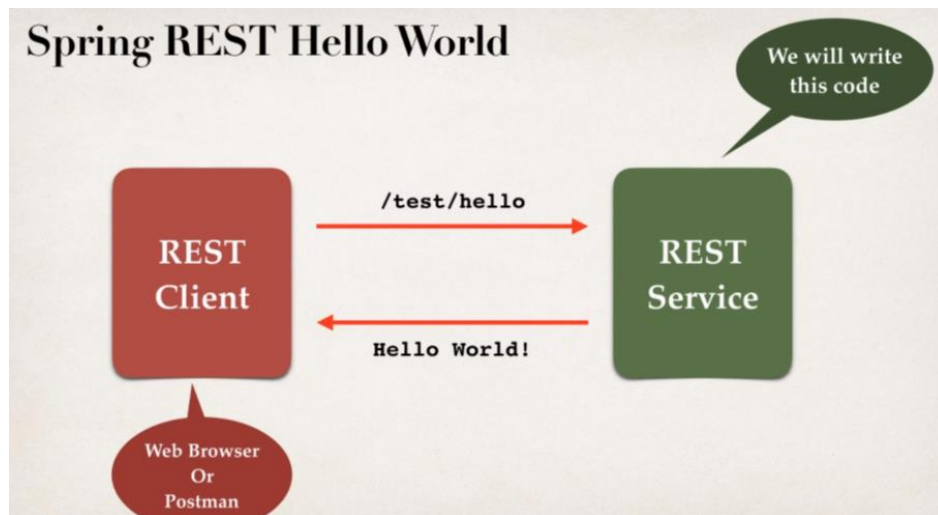 Spring REST Hello World
We will write
this code
/test/hello
REST
Client
REST
Service
Hello World!
Web Browser
Or
Postman